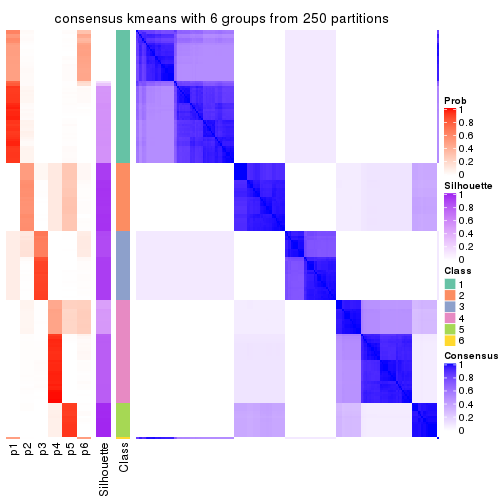 consensus kmeans with 6 groups from 250 partitions
Prob
1
0.8
0.6
0.4
0.2
0
Silhouette
1
0.8
0.6
0.4
0.2
0
Class
1
2
3
4
5
6
Consensus
1
0.8
0.6
0.4
0.2
0
p1
p2
p3
p4
p5
p6
Silhouette
Class